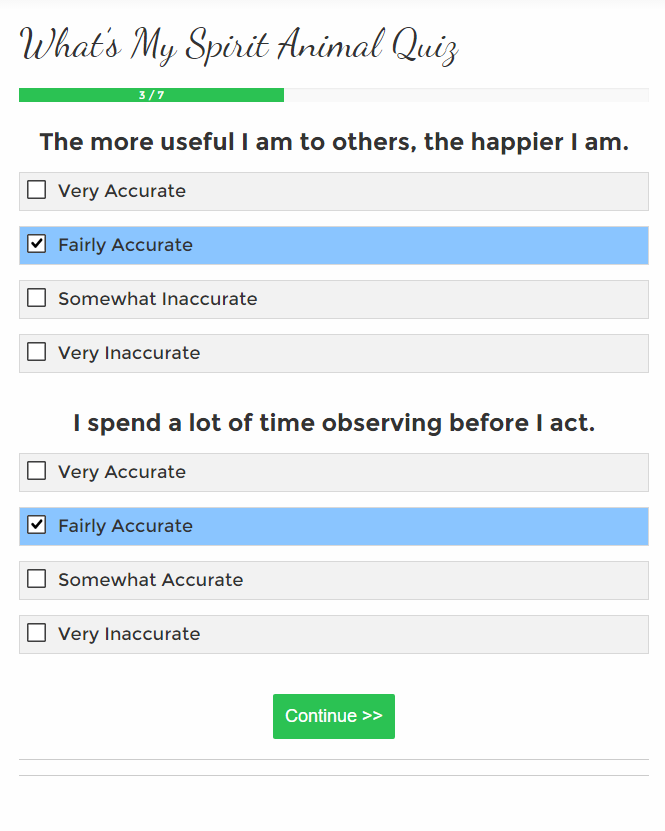 What's My Spirit Animal Quiz
3 / 7
The more useful I am to others, the happier I am.
Very Accurate
Fairly Accurate
Somewhat Inaccurate
Very Inaccurate
I spend a lot of time observing before I act.
Very Accurate
Fairly Accurate
Somewhat Accurate
Very Inaccurate
Continue >>